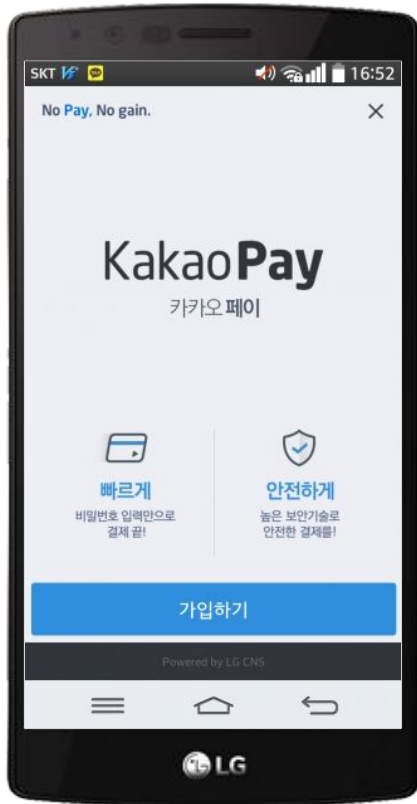 SKT 16:52
No Pay, No gain.
KakaoPay
카카오페이
빠르게
비밀번호 입력만으로
결제 끝!
안전하게
높은 보안기술로
안전한 결제를!
가입하기
Powered by LG CNS
LG